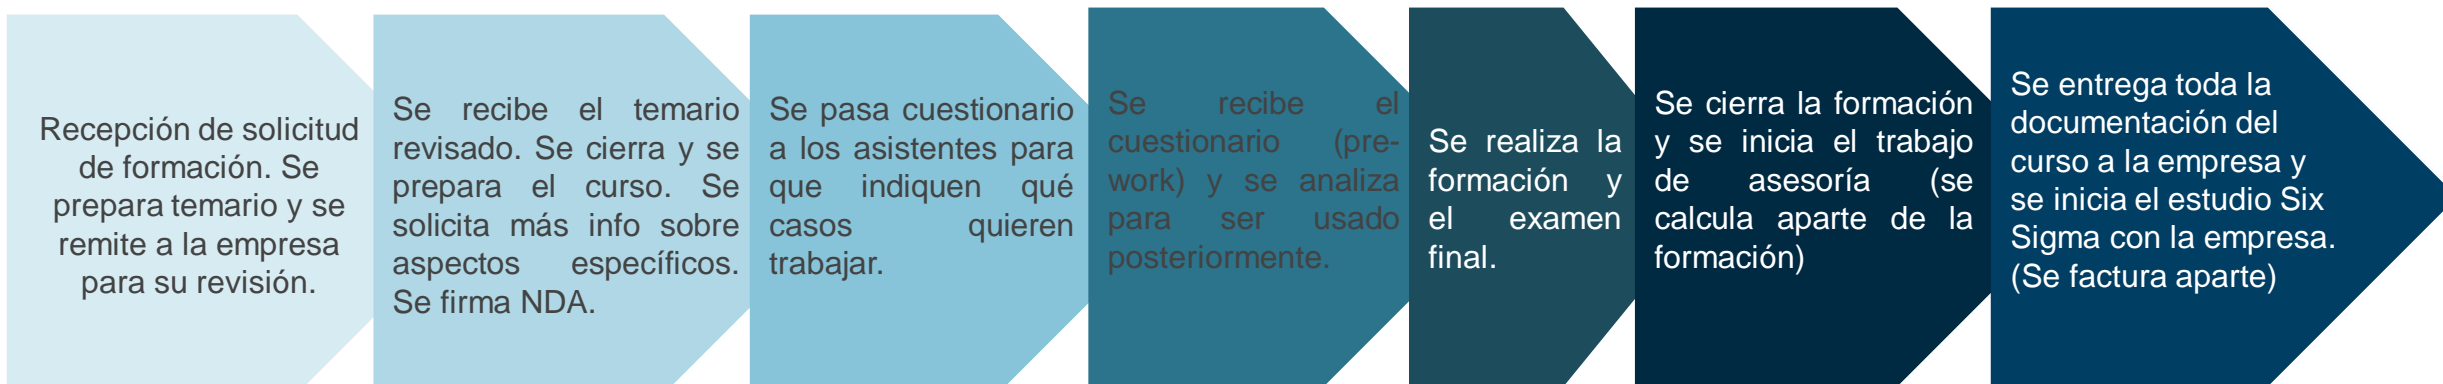 Recepción de solicitud
de formación. Se
prepara temario y se
remite a la empresa
para su revisión.
Se recibe el temario
revisado. Se cierra y se
prepara el curso. Se
solicita más info sobre
aspectos específicos.
Se firma NDA.
Se pasa cuestionario
a los asistentes para
que indiquen qué
casos quieren
trabajar.
Se recibe el
cuestionario (pre-
work) y se analiza
para ser usado
posteriormente.
Se realiza la
formación y
el examen
final.
Se cierra la formación
y se inicia el trabajo
de asesoría (se
calcula aparte de la
formación)
Se entrega toda la
documentación del
curso a la empresa y
se inicia el estudio Six
Sigma con la empresa.
(Se factura aparte)